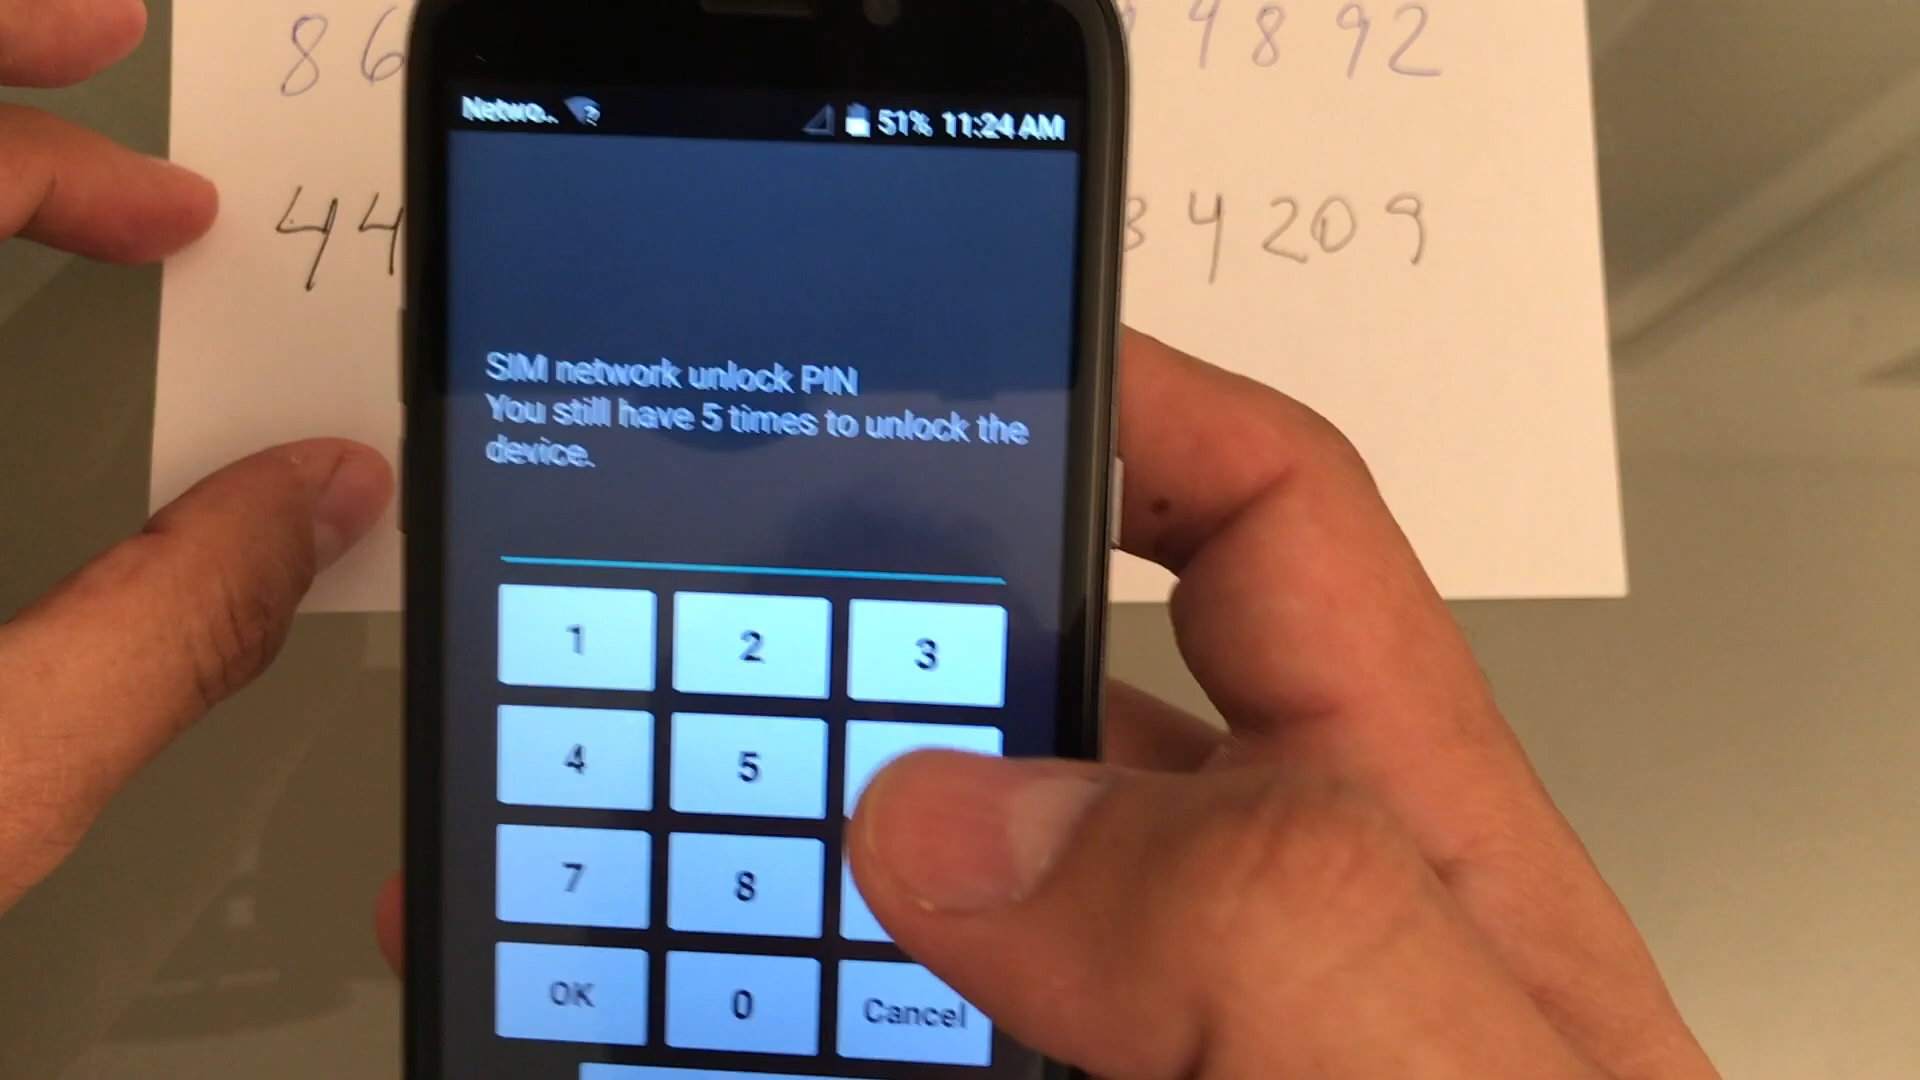 86 4892
Netwo.. 51% 11:24 AM
44 34209
SIM network unlock PIN
You still have 5 times to unlock the
device.
1 2 3
4 5
7 8
OK 0 Cancel